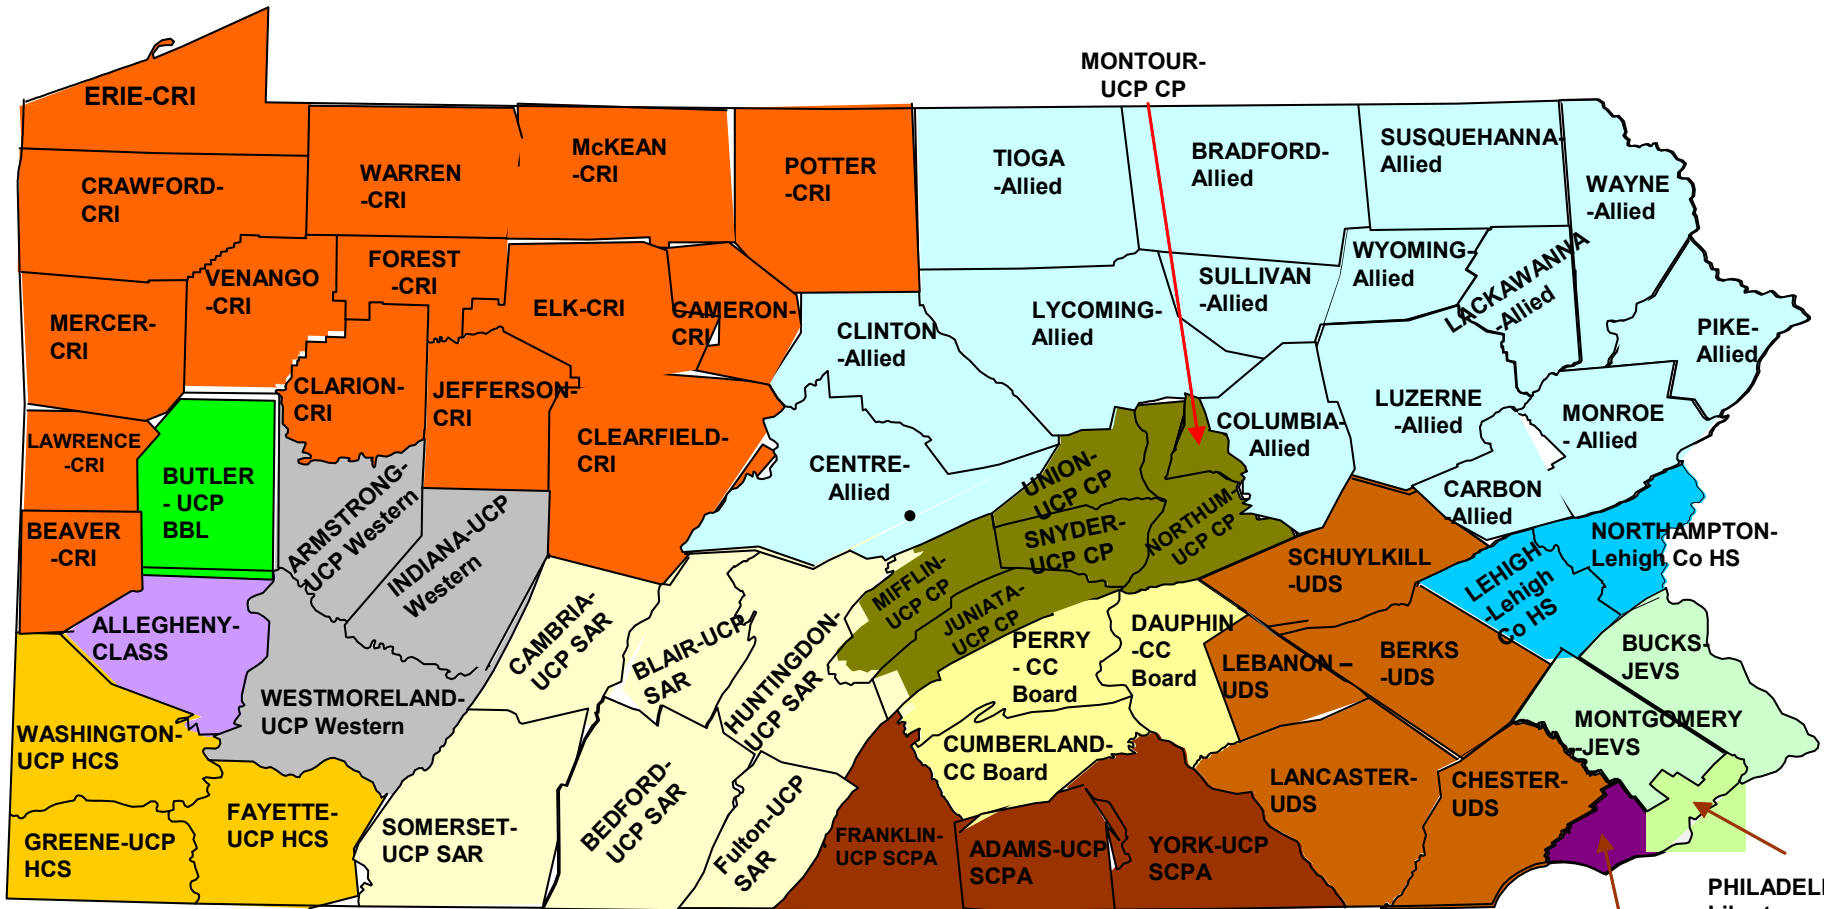 MONTOUR-
UCP CP
ERIE-CRI
CRAWFORD-
CRI
WARREN
-CRI
McKEAN
-CRI
POTTER
-CRI
TIOGA
-Allied
BRADFORD-
Allied
SUSQUEHANNA-
Allied
WAYNE
-Allied
VENANGO
-CRI
FOREST
-CRI
ELK-CRI
CAMERON-
CRI
MERCER-
CRI
CLINTON
-Allied
LYCOMING-
Allied
SULLIVAN
-Allied
WYOMING-
Allied
LACKAWANNA
-Allied
PIKE-
Allied
CLARION-
CRI
JEFFERSON-
CRI
CLEARFIELD-
CRI
CENTRE-
Allied
COLUMBIA-
Allied
LUZERNE
-Allied
MONROE
- Allied
CARBON
-Allied
LAWRENCE
-CRI
BUTLER
- UCP
BBL
BEAVER
-CRI
ARMSTRONG-
UCP Western
INDIANA-UCP
Western
UNION-
UCP CP
SNYDER-
UCP CP
NORTHUM-
UCP CP
MIFFLIN-
UCP CP
JUNIATA-
UCP CP
SCHUYLKILL
-UDS
LEHIGH
-Lehigh
Co HS
NORTHAMPTON-
Lehigh Co HS
ALLEGHENY-
CLASS
WESTMORELAND-
UCP Western
CAMBRIA-
UCP SAR
BLAIR-UCP
SAR
HUNTINGDON-
UCP SAR
PERRY
- CC
Board
DAUPHIN
-CC
Board
LEBANON –
UDS
BERKS
-UDS
BUCKS-
JEVS
MONTGOMERY
-JEVS
WASHINGTON-
UCP HCS
GREENE-UCP
HCS
FAYETTE-
UCP HCS
SOMERSET-
UCP SAR
BEDFORD-
UCP SAR
Fulton-UCP
SAR
CUMBERLAND-
CC Board
FRANKLIN-
UCP SCPA
ADAMS-UCP
SCPA
YORK-UCP
SCPA
LANCASTER-
UDS
CHESTER-
UDS
PHILADEL